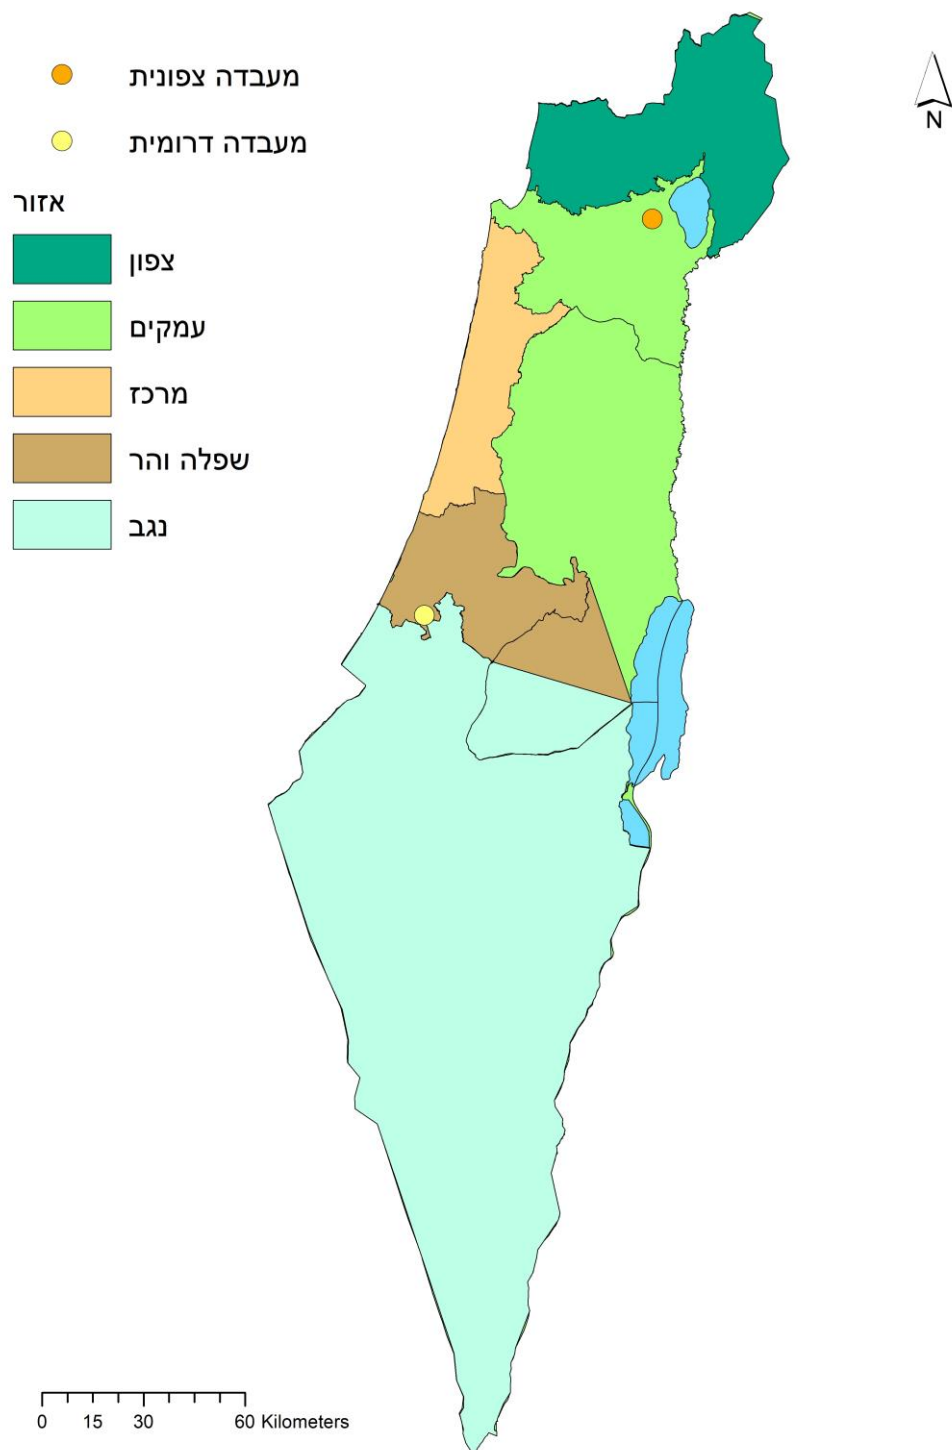 מעבדה צפונית
מעבדה דרומית
אזור
צפון
עמקים
מרכז
שפלה והר
נגב
N
0 15 30 60 Kilometers